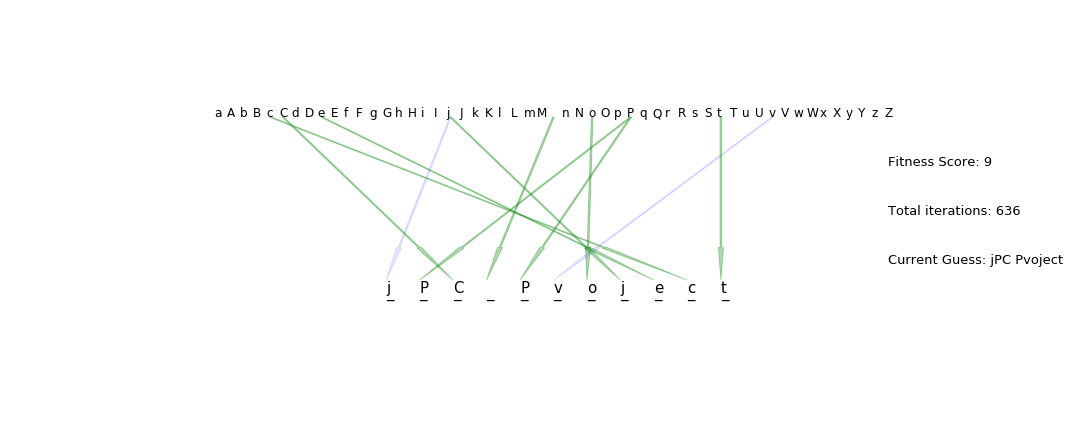 a A b B c C d D e E f F g G h H i I j J k K l L m M n N o O p P q Q r R s S t T u U v V w W x X y Y z Z
Fitness Score: 9
Total iterations: 636
Current Guess: jPC Pvoject
j P C _ P v o j e c t